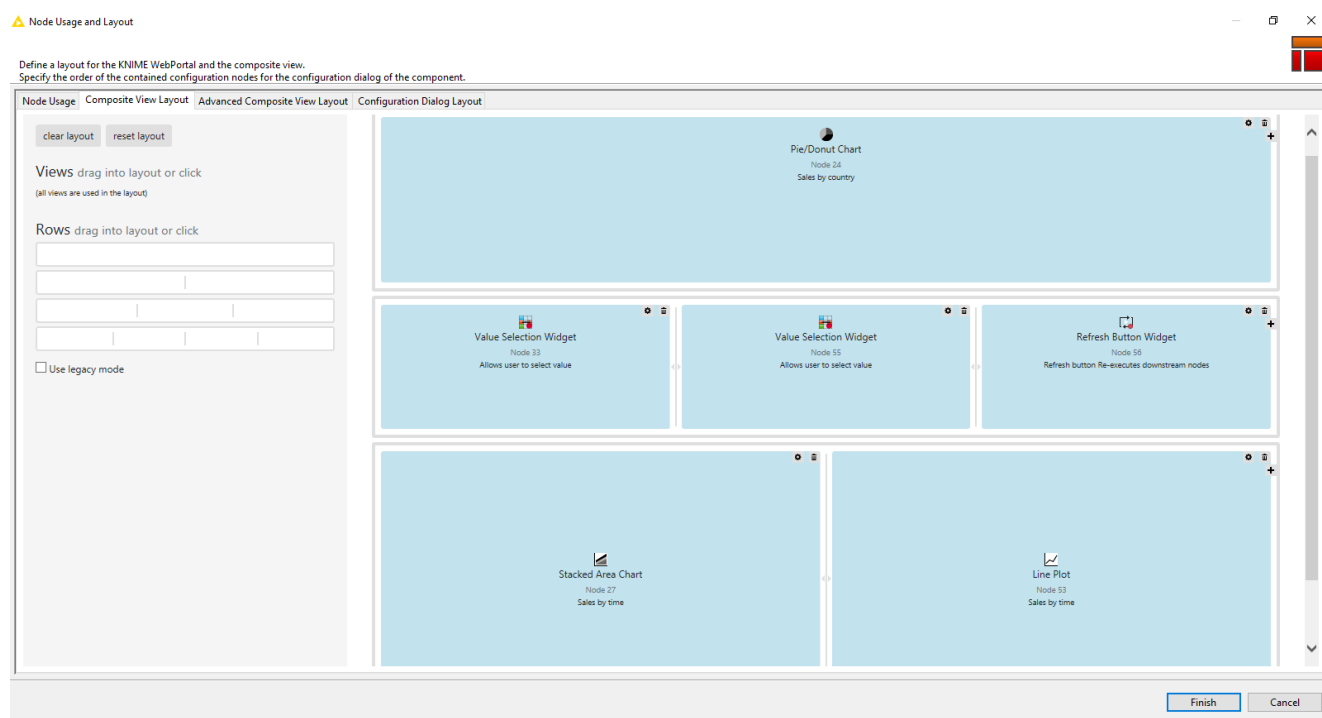 Node Usage and Layout
Define a layout for the KNIME WebPortal and the composite view.
Specify the order of the contained configuration nodes for the configuration dialog of the component.
Node Usage Composite View Layout Advanced Composite View Layout Configuration Dialog Layout
clear layout reset layout
Views drag into layout or click
(all views are used in the layout)
Rows drag into layout or click
Use legacy mode
Pie/Donut Chart
Node 24
Sales by country
Value Selection Widget
Node 33
Allows user to select value
Value Selection Widget
Node 55
Allows user to select value
Refresh Button Widget
Node 56
Refresh button Re-executes downstream nodes
Stacked Area Chart
Node 27
Sales by time
Line Plot
Node 53
Sales by time
Finish Cancel